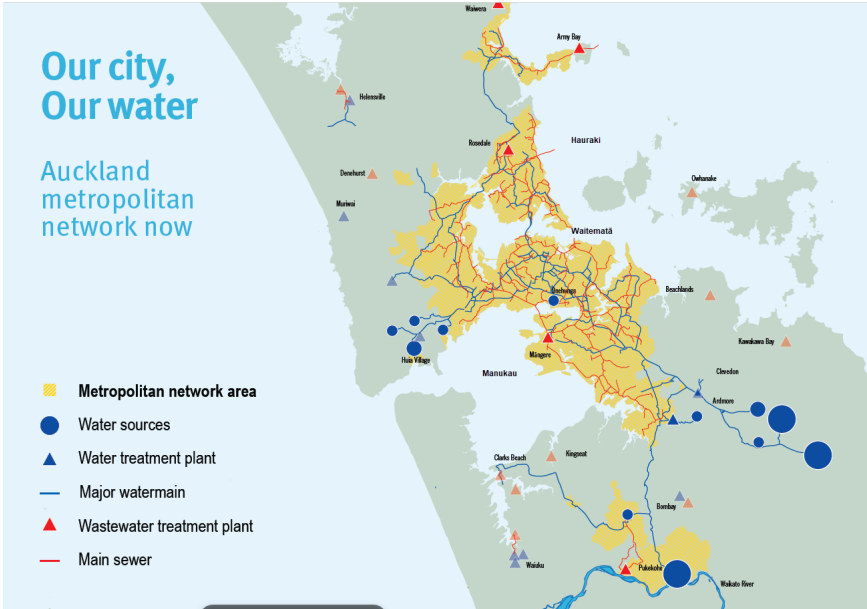 Our city,
Our water
Auckland
metropolitan
network now
Metropolitan network area
Water sources
Water treatment plant
Major watermain
Wastewater treatment plant
Main sewer
Waiwera
Army Bay
Helensville
Rosedale
Hauraki
Denehurst
Owhanake
Muriwai
Waitematā
Onehunga
Beachlands
Huia Village
Māngere
Kawakawa Bay
Manukau
Clevedon
Ardmore
Clarks Beach
Kingseat
Bombay
Waiuku
Pukekohe
Waikato River